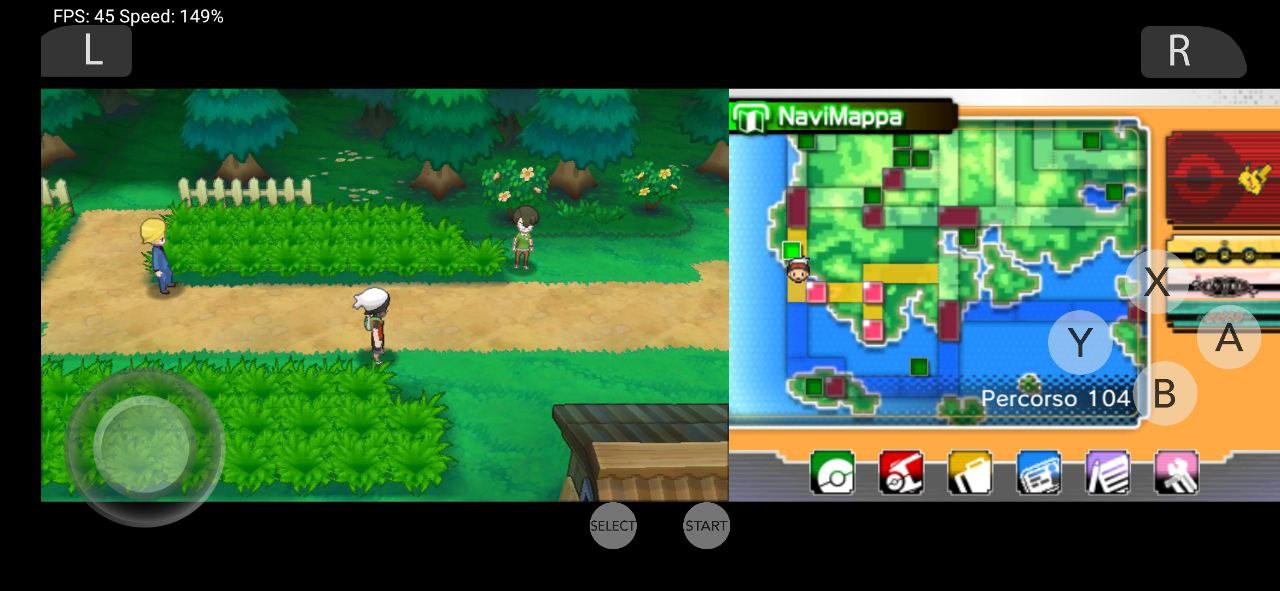 FPS: 45 Speed: 149%
L
R
NaviMappa
X
Y
A
B
Percorso 104
SELECT
START